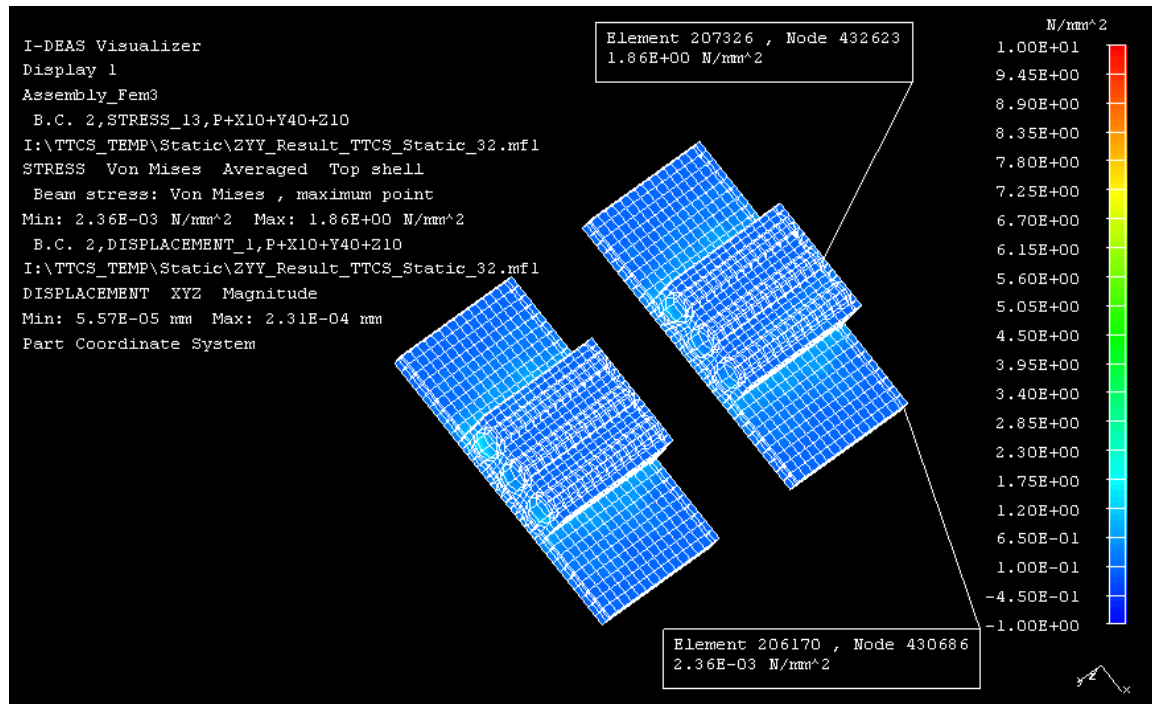 I-DEAS Visualizer
Display 1
Assembly_Fem3
B.C. 2,STRESS_13,P+X10+Y40+Z10
I:\TTCS_TEMP\Static\ZYY_Result_TTCS_Static_32.mf1
STRESS Von Mises Averaged Top shell
Beam stress: Von Mises , maximum point
Min: 2.36E-03 N/mm^2 Max: 1.86E+00 N/mm^2
B.C. 2,DISPLACEMENT_1,P+X10+Y40+Z10
I:\TTCS_TEMP\Static\ZYY_Result_TTCS_Static_32.mf1
DISPLACEMENT XYZ Magnitude
Min: 5.57E-05 mm Max: 2.31E-04 mm
Part Coordinate System
Element 207326 , Node 432623
1.86E+00 N/mm^2
N/mm^2
1.00E+01
9.45E+00
8.90E+00
8.35E+00
7.80E+00
7.25E+00
6.70E+00
6.15E+00
5.60E+00
5.05E+00
4.50E+00
3.95E+00
3.40E+00
2.85E+00
2.30E+00
1.75E+00
1.20E+00
6.50E-01
1.00E-01
-4.50E-01
-1.00E+00
Element 206170 , Node 430686
2.36E-03 N/mm^2
y z x